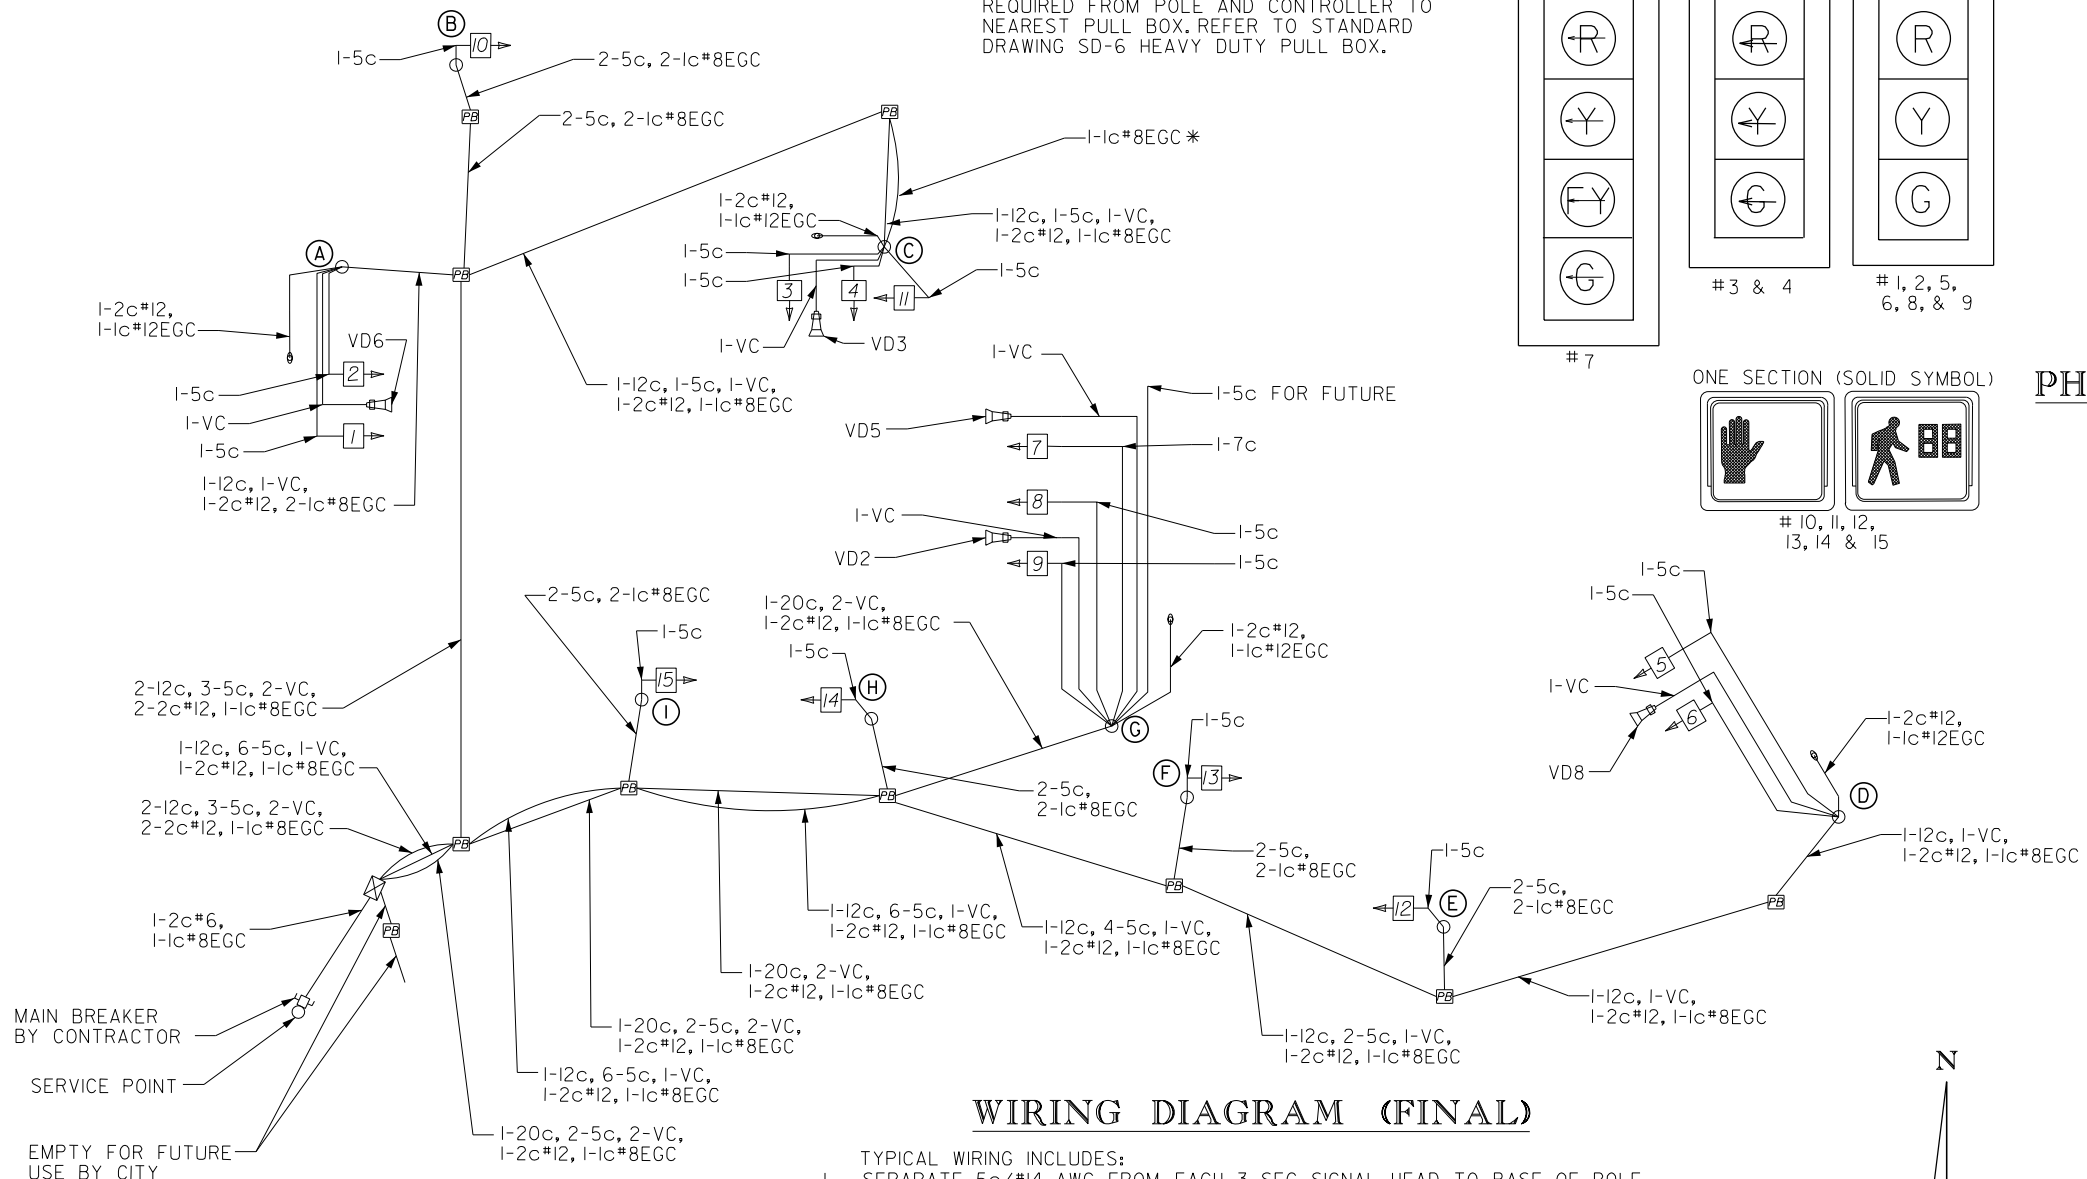 REQUIRED FROM POLE AND CONTROLLER TO
NEAREST PULL BOX. REFER TO STANDARD
DRAWING SD-6 HEAVY DUTY PULL BOX.
B
1-5c
10
2-5c, 2-1c#8EGC
PB
2-5c, 2-1c#8EGC
PB
1-1c#8EGC *
1-2c#12,
1-1c#12EGC
1-12c, 1-5c, 1-VC,
1-2c#12, 1-1c#8EGC
A
PB
C
1-5c
1-5c
1-5c
3
4
11
1-VC
VD3
1-2c#12,
1-1c#12EGC
VD6
2
1-5c
1-VC
1
1-5c
1-12c, 1-VC,
1-2c#12, 2-1c#8EGC
1-12c, 1-5c, 1-VC,
1-2c#12, 1-1c#8EGC
R
Y
FY
G
#7
R
Y
G
#3 & 4
R
Y
G
#1, 2, 5,
6, 8, & 9
ONE SECTION (SOLID SYMBOL)
PH
88
#10, 11, 12,
13, 14 & 15
1-VC
1-5c FOR FUTURE
VD5
7
1-7c
8
1-VC
1-5c
VD2
9
1-5c
2-5c, 2-1c#8EGC
1-20c, 2-VC,
1-2c#12, 1-1c#8EGC
1-5c
1-5c
1-2c#12,
1-1c#12EGC
15
I
14
H
G
1-5c
1-5c
5
1-VC
6
VD8
1-2c#12,
1-1c#12EGC
D
2-12c, 3-5c, 2-VC,
2-2c#12, 1-1c#8EGC
1-12c, 6-5c, 1-VC,
1-2c#12, 1-1c#8EGC
2-12c, 3-5c, 2-VC,
2-2c#12, 1-1c#8EGC
1-5c
F
13
PB
PB
PB
2-5c,
2-1c#8EGC
2-5c,
2-1c#8EGC
PB
1-5c
12
E
2-5c,
2-1c#8EGC
1-12c, 1-VC,
1-2c#12, 1-1c#8EGC
PB
1-2c#6,
1-1c#8EGC
PB
1-12c, 6-5c, 1-VC,
1-2c#12, 1-1c#8EGC
1-12c, 4-5c, 1-VC,
1-2c#12, 1-1c#8EGC
1-20c, 2-VC,
1-2c#12, 1-1c#8EGC
PB
1-12c, 1-VC,
1-2c#12, 1-1c#8EGC
MAIN BREAKER
BY CONTRACTOR
1-20c, 2-5c, 2-VC,
1-2c#12, 1-1c#8EGC
1-12c, 2-5c, 1-VC,
1-2c#12, 1-1c#8EGC
SERVICE POINT
1-12c, 6-5c, 1-VC,
1-2c#12, 1-1c#8EGC
EMPTY FOR FUTURE
USE BY CITY
1-20c, 2-5c, 2-VC,
1-2c#12, 1-1c#8EGC
WIRING DIAGRAM (FINAL)
N
TYPICAL WIRING INCLUDES:
SEPARATE 5c/#14 AWG FROM EACH 3 SEC SIGNAL HEAD TO BASE OF POLE